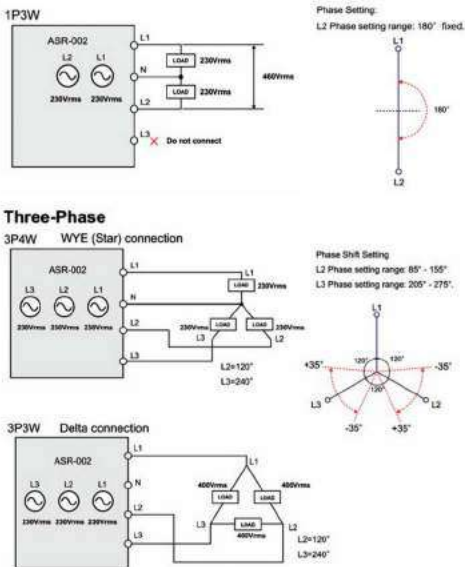 1P3W
ASR-002
L2 L1
230Vrms 230Vrms
L1
N
L2
L3 Do not connect
LOAD 230Vrms
LOAD 230Vrms
460Vrms
Phase Setting:
L2 Phase setting range: 180° fixed.
L1
180°
L2
Three-Phase
3P4W WYE (Star) connection
ASR-002
L3 L2 L1
230Vrms 230Vrms 230Vrms
L1
N
L2
L3
L1
LOAD 230Vrms
230Vrms LOAD LOAD 230Vrms
L3 L2
L2=120°
L3=240°
Phase Shift Setting
L2 Phase setting range: 85° - 155°
L3 Phase setting range: 205° - 275°.
L1
+35° 120° 120° -35°
120°
L3 L2
-35° +35°
3P3W Delta connection
ASR-002
L3 L2 L1
230Vrms 230Vrms 230Vrms
L1
N
L2
L3
L1
400Vrms 400Vrms
LOAD LOAD
L3 LOAD L2
400Vrms
L2=120°
L3=240°